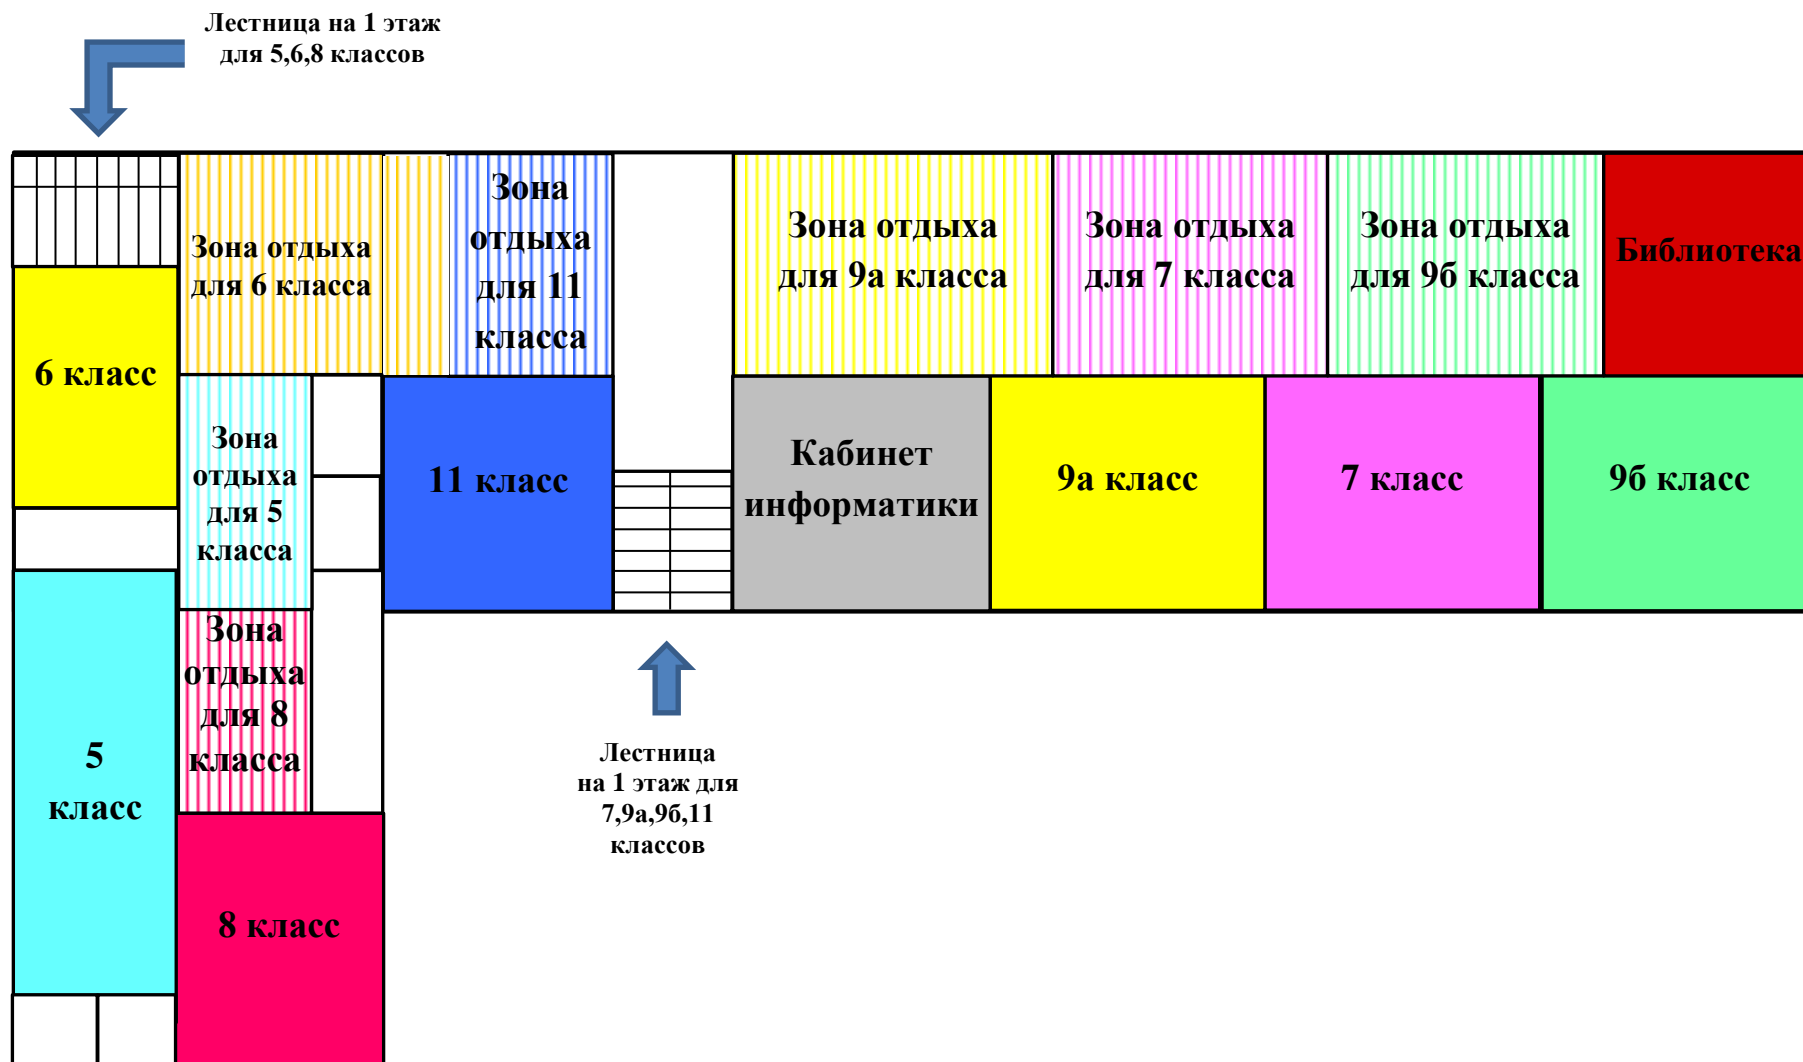 Лестница на 1 этаж
для 5,6,8 классов
Зона отдыха
для 6 класса
Зона
отдыха
для 11
класса
Зона отдыха
для 9а класса
Зона отдыха
для 7 класса
Зона отдыха
для 9б класса
Библиотека
6 класс
Зона
отдыха
для 5
класса
11 класс
Кабинет
информатики
9а класс
7 класс
9б класс
Зона
отдыха
для 8
класса
5
класс
8 класс
Лестница
на 1 этаж для
7,9а,9б,11
классов